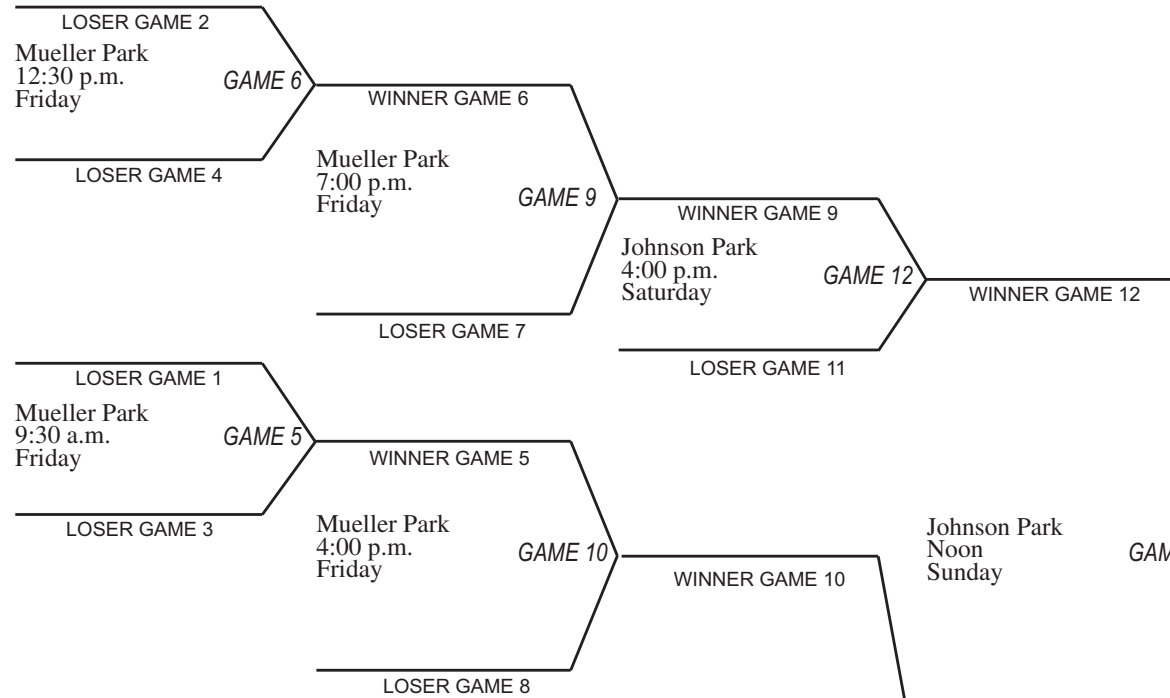 LOSER GAME 2
Mueller Park
12:30 p.m.
Friday
GAME 6
WINNER GAME 6
LOSER GAME 4
Mueller Park
7:00 p.m.
Friday
GAME 9
WINNER GAME 9
Johnson Park
4:00 p.m.
Saturday
GAME 12
WINNER GAME 12
LOSER GAME 7
LOSER GAME 11
LOSER GAME 1
Mueller Park
9:30 a.m.
Friday
GAME 5
WINNER GAME 5
LOSER GAME 3
Mueller Park
4:00 p.m.
Friday
GAME 10
WINNER GAME 10
Johnson Park
Noon
Sunday
LOSER GAME 8